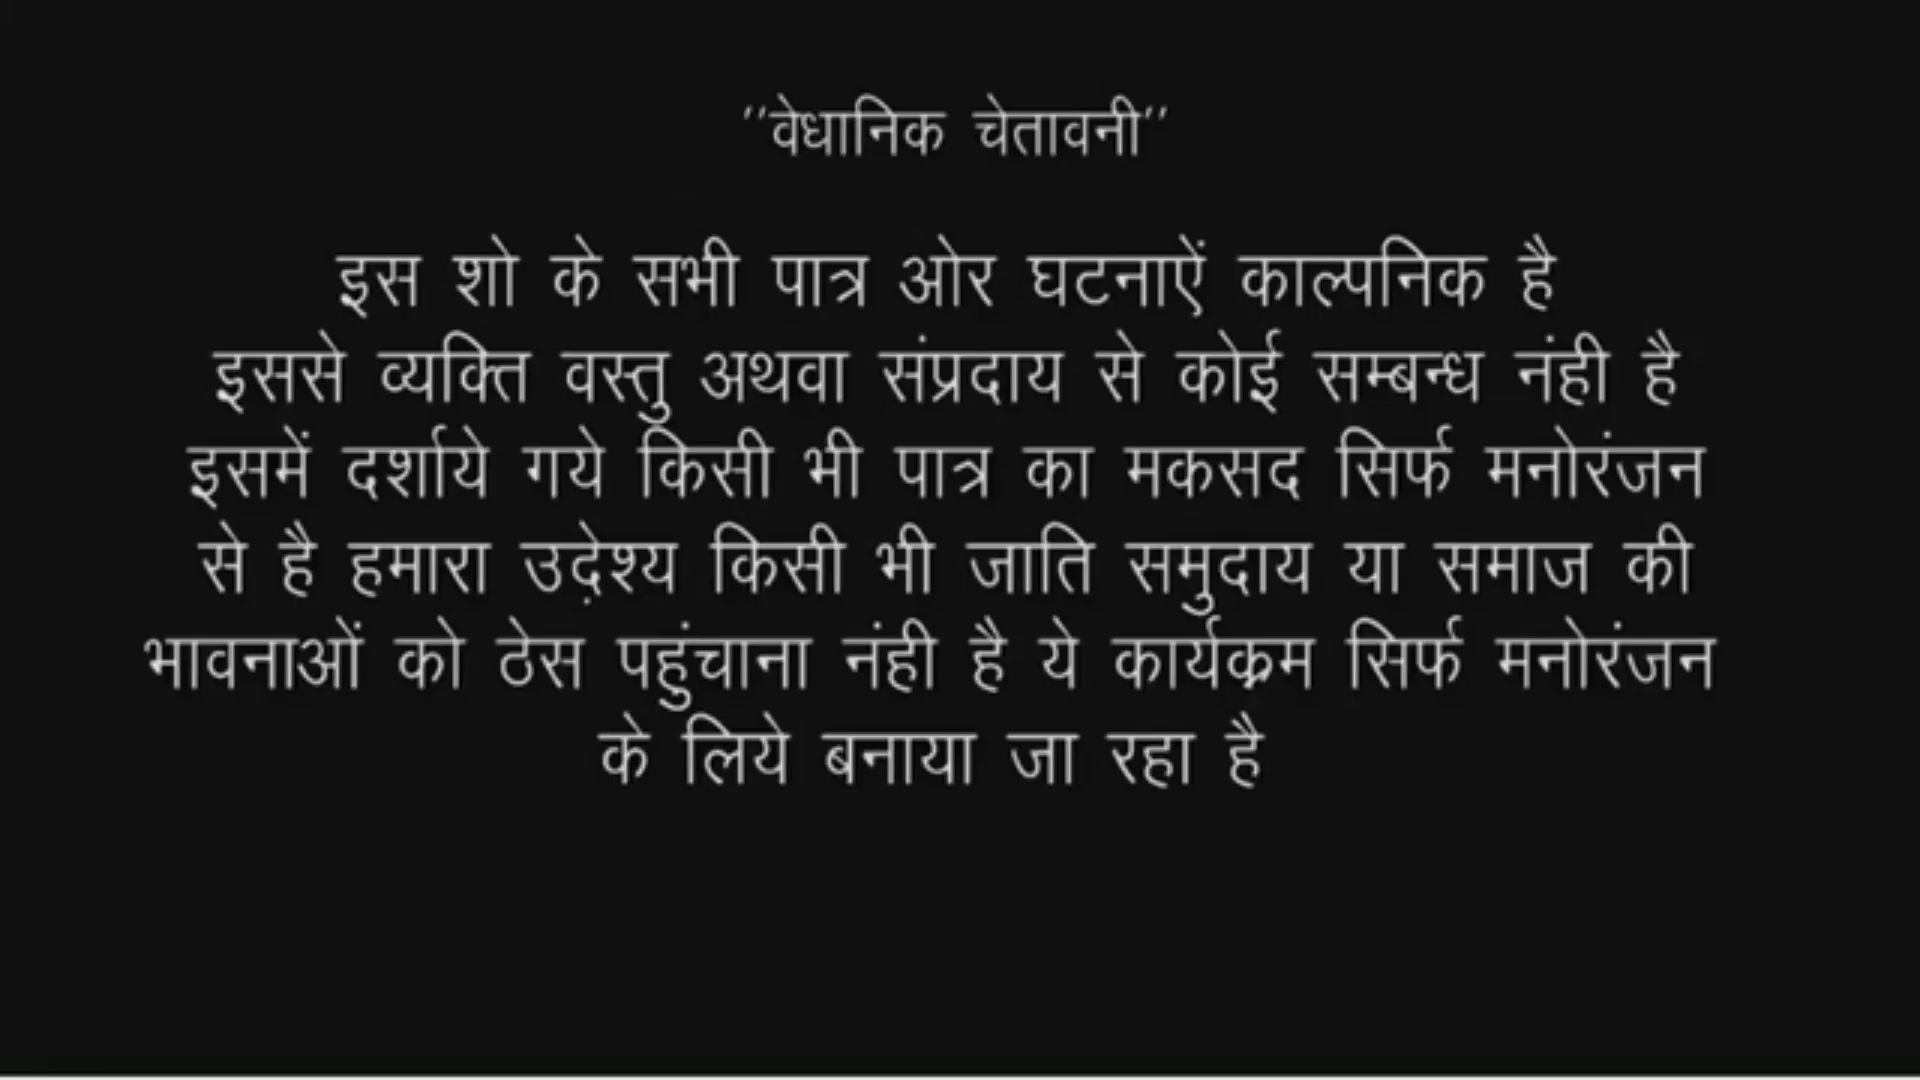 ''वेधानिक चेतावनी''
इस शो के सभी पात्र ओर घटनाऐं काल्पनिक है
इससे व्यक्ति वस्तु अथवा संप्रदाय से कोई सम्बन्ध नंही है
इसमें दर्शाये गये किसी भी पात्र का मकसद सिर्फ मनोरंजन
से है हमारा उदे़श्य किसी भी जाति समुदाय या समाज की
भावनाओं को ठेस पहुंचाना नंही है ये कार्यक्रम सिर्फ मनोरंजन
के लिये बनाया जा रहा है